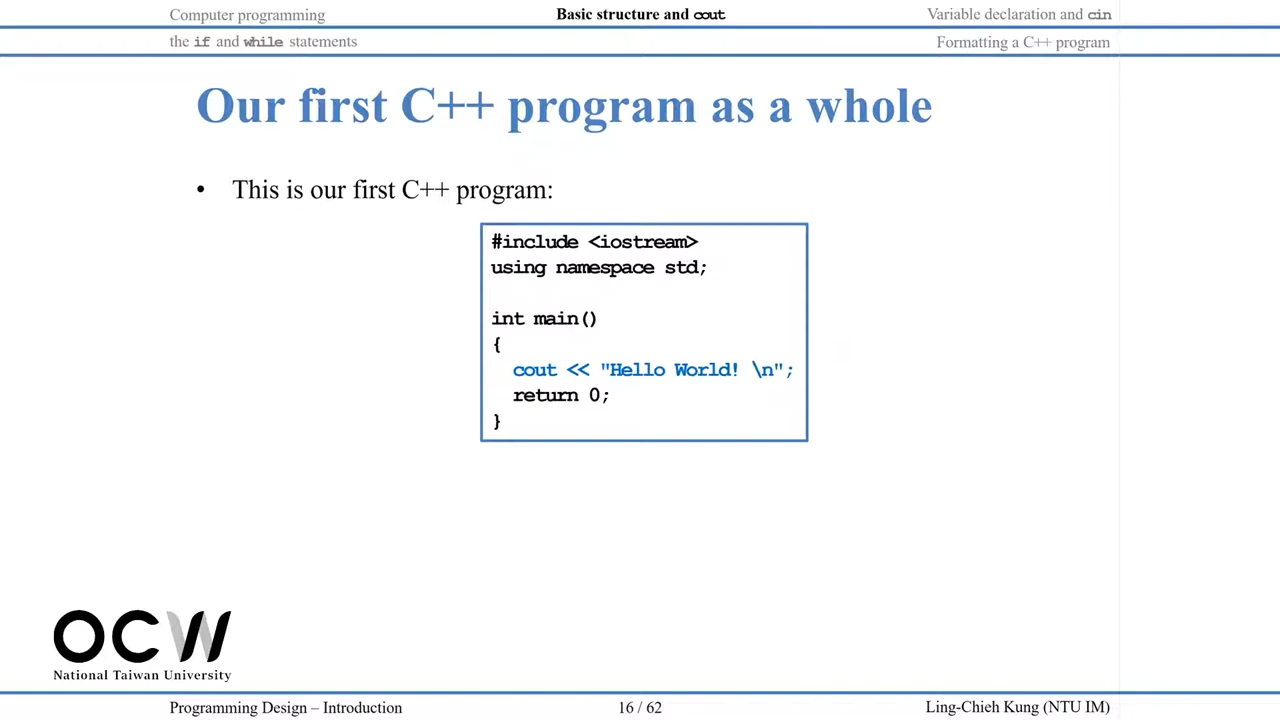 Computer programming
Basic structure and cout
Variable declaration and cin
the if and while statements
Formatting a C++ program
Our first C++ program as a whole
• This is our first C++ program:
#include <iostream>
using namespace std;
int main()
{
  cout << "Hello World! \n";
  return 0;
}
OCW
National Taiwan University
Programming Design – Introduction
16 / 62
Ling-Chieh Kung (NTU IM)